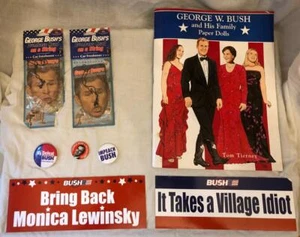 GEORGE BUSH'S
on a String
GEORGE BUSH'S
on a String
GEORGE W. BUSH
and His Family
Paper Dolls
Tom Tierney
IMPEACH
BUSH
BUSH
Bring Back
Monica Lewinsky
BUSH
It Takes a Village Idiot